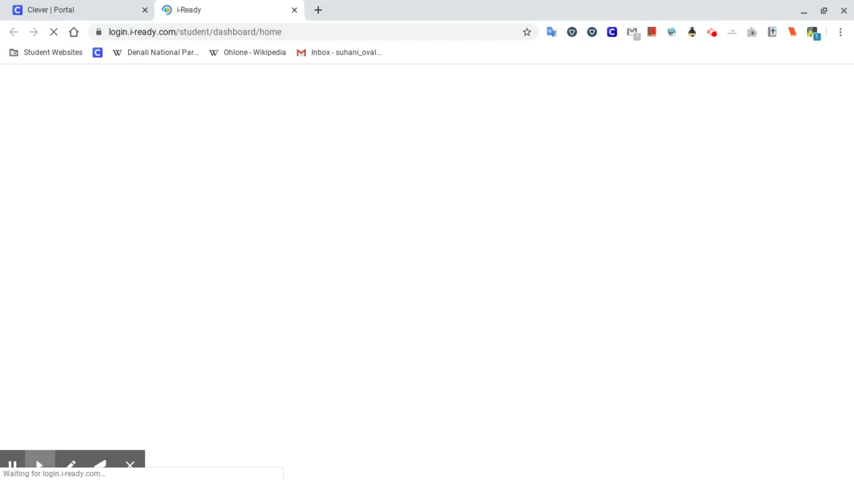 Clever | Portal
i-Ready
login.i-ready.com/student/dashboard/home
Student Websites
Denali National Par...
Ohlone - Wikipedia
Inbox - suhani_oval...
Waiting for login.i-ready.com...